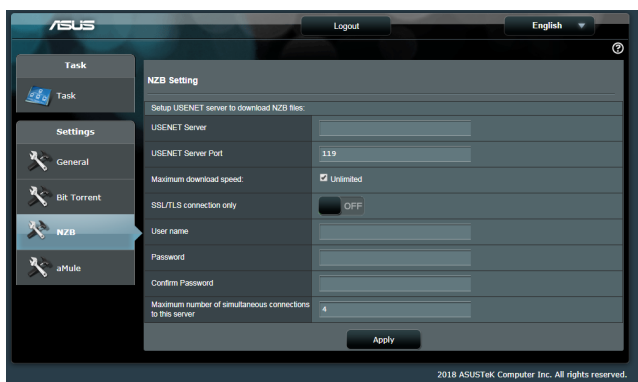 ASUS
Logout
English
?
Task
Task
Settings
General
Bit Torrent
NZB
aMule
NZB Setting
Setup USENET server to download NZB files:
USENET Server
USENET Server Port 119
Maximum download speed: Unlimited
SSL/TLS connection only OFF
User name
Password
Confirm Password
Maximum number of simultaneous connections
to this server 4
Apply
2018 ASUSTeK Computer Inc. All rights reserved.